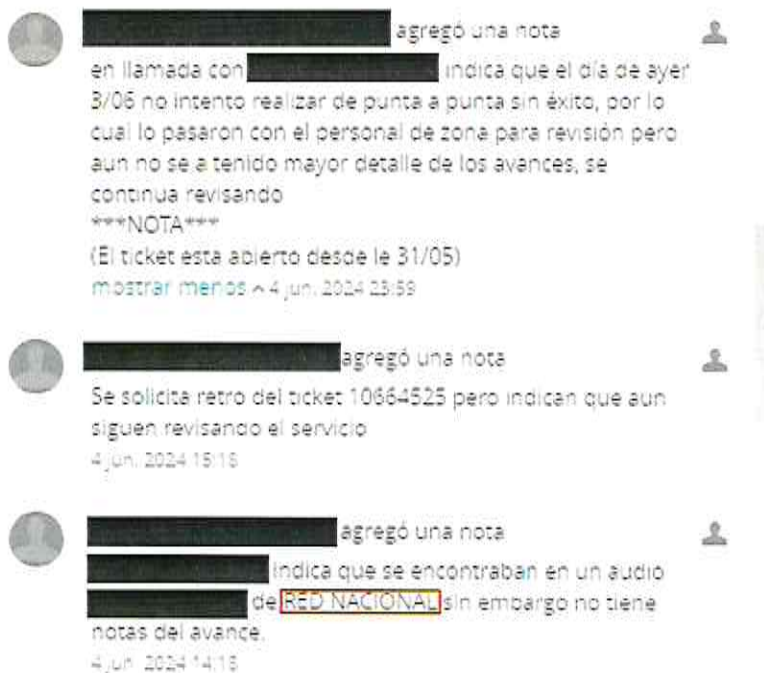 agregó una nota
en llamada con indica que el día de ayer
3/06 no intento realizar de punta a punta sin éxito, por lo
cual lo pasaron con el personal de zona para revisión pero
aun no se a tenido mayor detalle de los avances, se
continua revisando
***NOTA***
(El ticket esta abierto desde le 31/05)
mostrar menos 4 jun. 2024 23:59
agregó una nota
Se solicita retro del ticket 10664525 pero indican que aun
siguen revisando el servicio
4 jun. 2024 15:18
agregó una nota
indica que se encontraban en un audio
de RED NACIONAL sin embargo no tiene
notas del avance.
4 jun. 2024 14:18